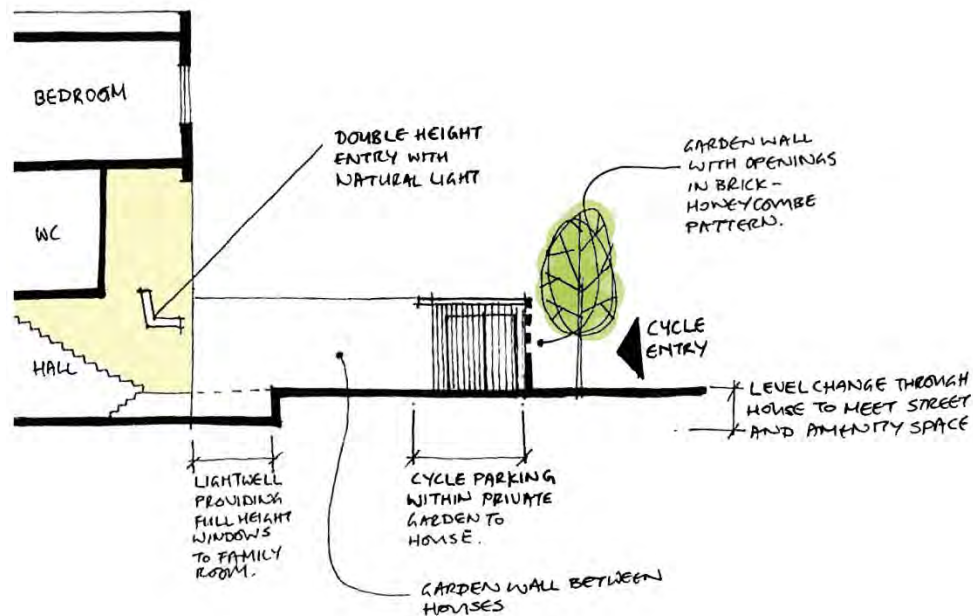 BEDROOM
DOUBLE HEIGHT
ENTRY WITH
NATURAL LIGHT
GARDEN WALL
WITH OPENINGS
IN BRICK-
HONEYCOMBE
PATTERN.
WC
CYCLE
ENTRY
HALL
LEVEL CHANGE THROUGH
HOUSE TO MEET STREET
AND AMENITY SPACE
LIGHTWELL
PROVIDING
FULL HEIGHT
WINDOWS
TO FAMILY
ROOM.
CYCLE PARKING
WITHIN PRIVATE
GARDEN TO
HOUSE.
GARDEN WALL BETWEEN
HOUSES